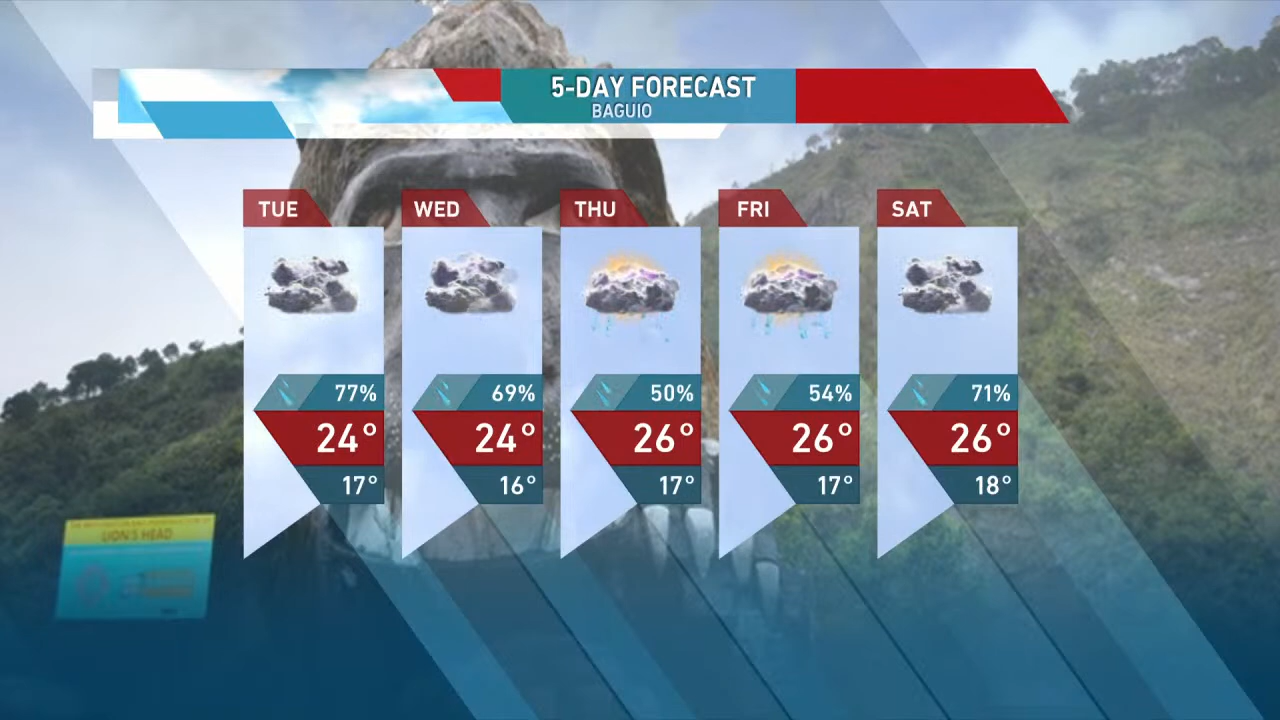 5-DAY FORECAST
BAGUIO
TUE
WED
THU
FRI
SAT
77%
69%
50%
54%
71%
24°
24°
26°
26°
26°
17°
16°
17°
17°
18°
LION'S HEAD